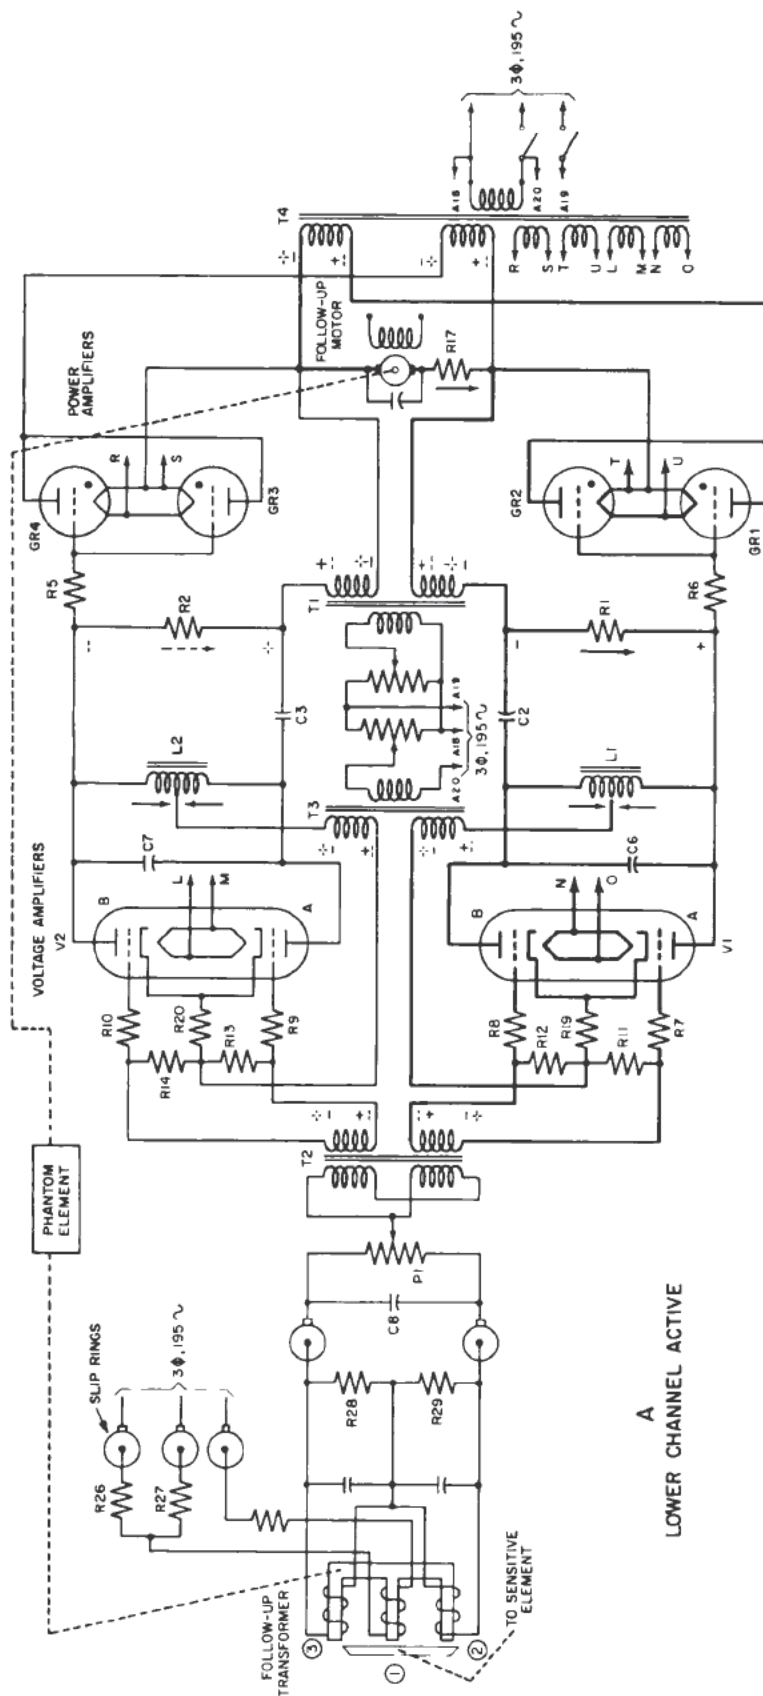 3Φ, 195 ~
A18
A20
A19
T4
R
S
T
U
L
M
N
O
FOLLOW-UP
MOTOR
R17
POWER
AMPLIFIERS
GR4
R
S
GR3
GR2
T
U
GR1
R5
R2
T1
R1
R6
C3
A19
A18
A20
3Φ, 195 ~
C2
L2
L1
T3
C7
C6
VOLTAGE AMPLIFIERS
V2
B
L
M
A
B
N
O
A
V1
R10
R20
R9
R14
R13
R8
R19
R7
R12
R11
T2
PHANTOM
ELEMENT
P1
C8
SLIP RINGS
3Φ, 195 ~
R26
R27
R28
R29
FOLLOW-UP
TRANSFORMER
3
1
2
TO SENSITIVE
ELEMENT
A
LOWER CHANNEL ACTIVE